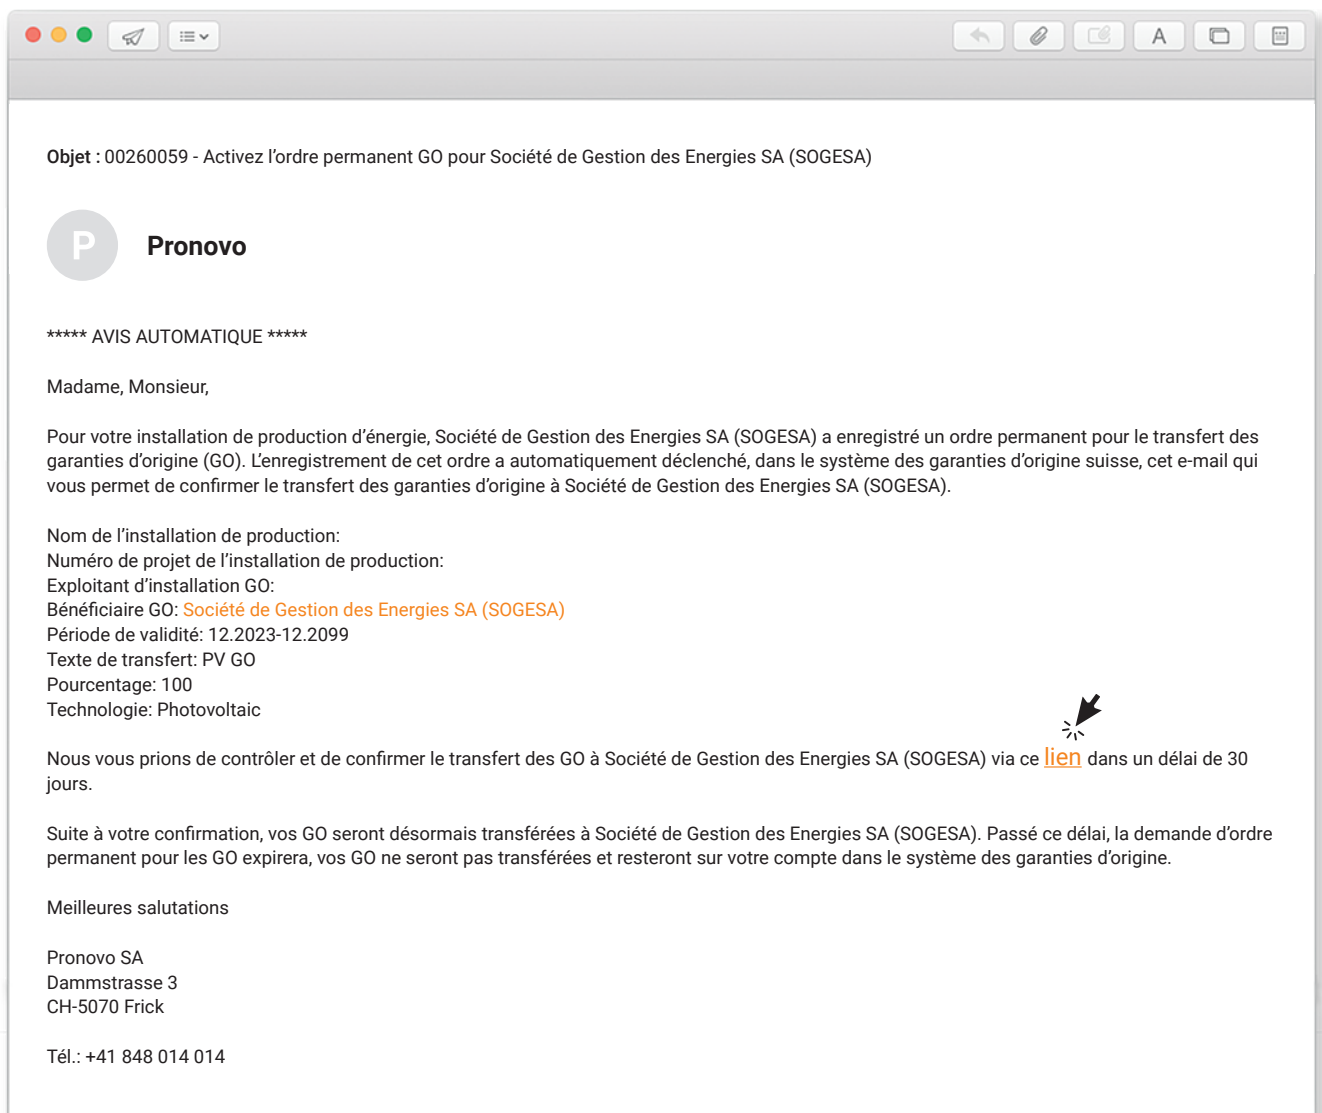 A
Objet : 00260059 - Activez l’ordre permanent GO pour Société de Gestion des Energies SA (SOGESA)
P
Pronovo
***** AVIS AUTOMATIQUE *****
Madame, Monsieur,
Pour votre installation de production d’énergie, Société de Gestion des Energies SA (SOGESA) a enregistré un ordre permanent pour le transfert des
garanties d’origine (GO). L’enregistrement de cet ordre a automatiquement déclenché, dans le système des garanties d’origine suisse, cet e-mail qui
vous permet de confirmer le transfert des garanties d’origine à Société de Gestion des Energies SA (SOGESA).
Nom de l’installation de production:
Numéro de projet de l’installation de production:
Exploitant d’installation GO:
Bénéficiaire GO: Société de Gestion des Energies SA (SOGESA)
Période de validité: 12.2023-12.2099
Texte de transfert: PV GO
Pourcentage: 100
Technologie: Photovoltaic
Nous vous prions de contrôler et de confirmer le transfert des GO à Société de Gestion des Energies SA (SOGESA) via ce lien dans un délai de 30
jours.
Suite à votre confirmation, vos GO seront désormais transférées à Société de Gestion des Energies SA (SOGESA). Passé ce délai, la demande d’ordre
permanent pour les GO expirera, vos GO ne seront pas transférées et resteront sur votre compte dans le système des garanties d’origine.
Meilleures salutations
Pronovo SA
Dammstrasse 3
CH-5070 Frick
Tél.: +41 848 014 014